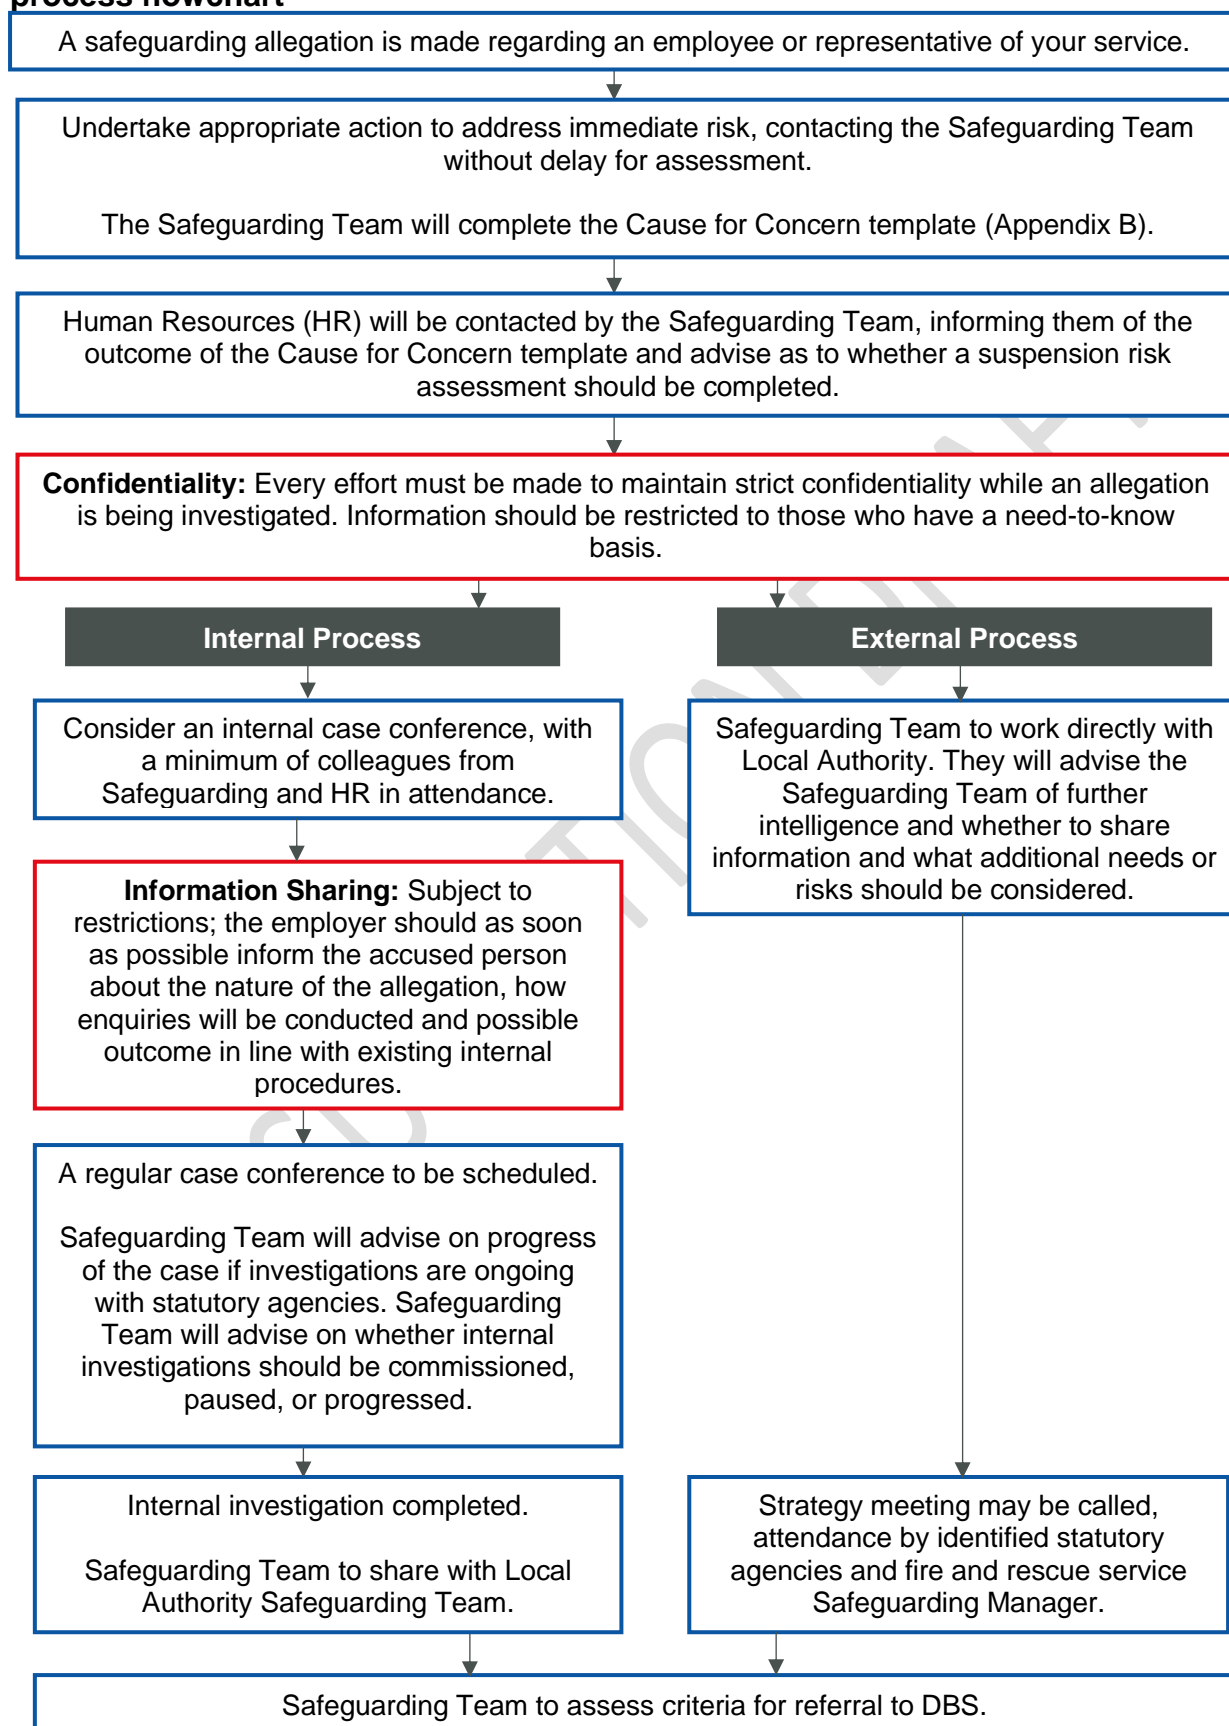 process flowchart
A safeguarding allegation is made regarding an employee or representative of your service.
Undertake appropriate action to address immediate risk, contacting the Safeguarding Team
without delay for assessment.
The Safeguarding Team will complete the Cause for Concern template (Appendix B).
Human Resources (HR) will be contacted by the Safeguarding Team, informing them of the
outcome of the Cause for Concern template and advise as to whether a suspension risk
assessment should be completed.
Confidentiality: Every effort must be made to maintain strict confidentiality while an allegation
is being investigated. Information should be restricted to those who have a need-to-know
basis.
Internal Process
Consider an internal case conference, with
a minimum of colleagues from
Safeguarding and HR in attendance.
Information Sharing: Subject to
restrictions; the employer should as soon
as possible inform the accused person
about the nature of the allegation, how
enquiries will be conducted and possible
outcome in line with existing internal
procedures.
A regular case conference to be scheduled.
Safeguarding Team will advise on progress
of the case if investigations are ongoing
with statutory agencies. Safeguarding
Team will advise on whether internal
investigations should be commissioned,
paused, or progressed.
Internal investigation completed.
Safeguarding Team to share with Local
Authority Safeguarding Team.
External Process
Safeguarding Team to work directly with
Local Authority. They will advise the
Safeguarding Team of further
intelligence and whether to share
information and what additional needs or
risks should be considered.
Strategy meeting may be called,
attendance by identified statutory
agencies and fire and rescue service
Safeguarding Manager.
Safeguarding Team to assess criteria for referral to DBS.